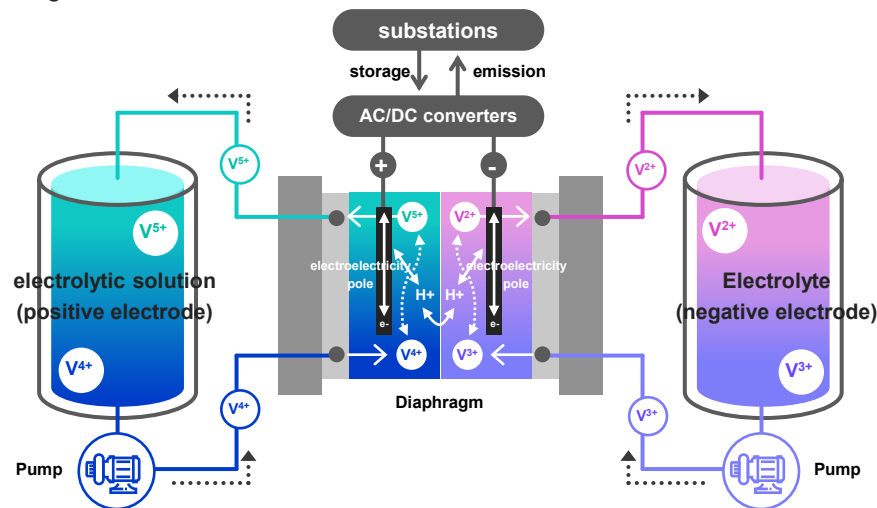 substations
storage
emission
AC/DC converters
+
-
V5+
V2+
V5+
V5+
V2+
V2+
electrolytic solution
(positive electrode)
electroelectricity
pole
electroelectricity
pole
Electrolyte
(negative electrode)
H+
H+
e-
e-
V4+
V4+
V3+
V3+
V4+
V3+
Diaphragm
Pump
Pump